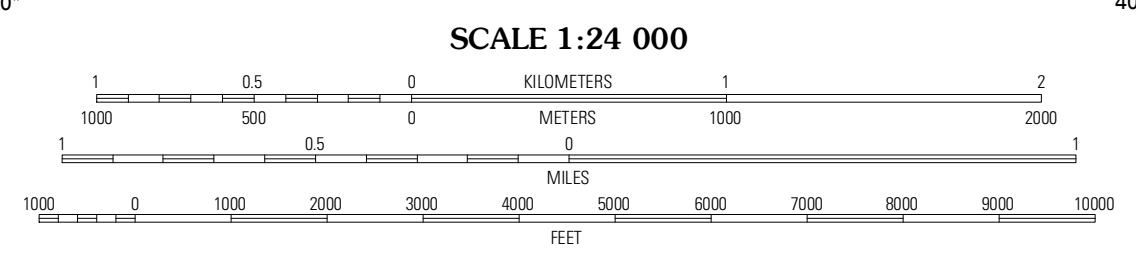 0"
40
SCALE 1:24 000
1 0.5 0 KILOMETERS 1 2
1000 500 0 METERS 1000 2000
1 0.5 0 1
MILES
1000 0 1000 2000 3000 4000 5000 6000 7000 8000 9000 10000
FEET